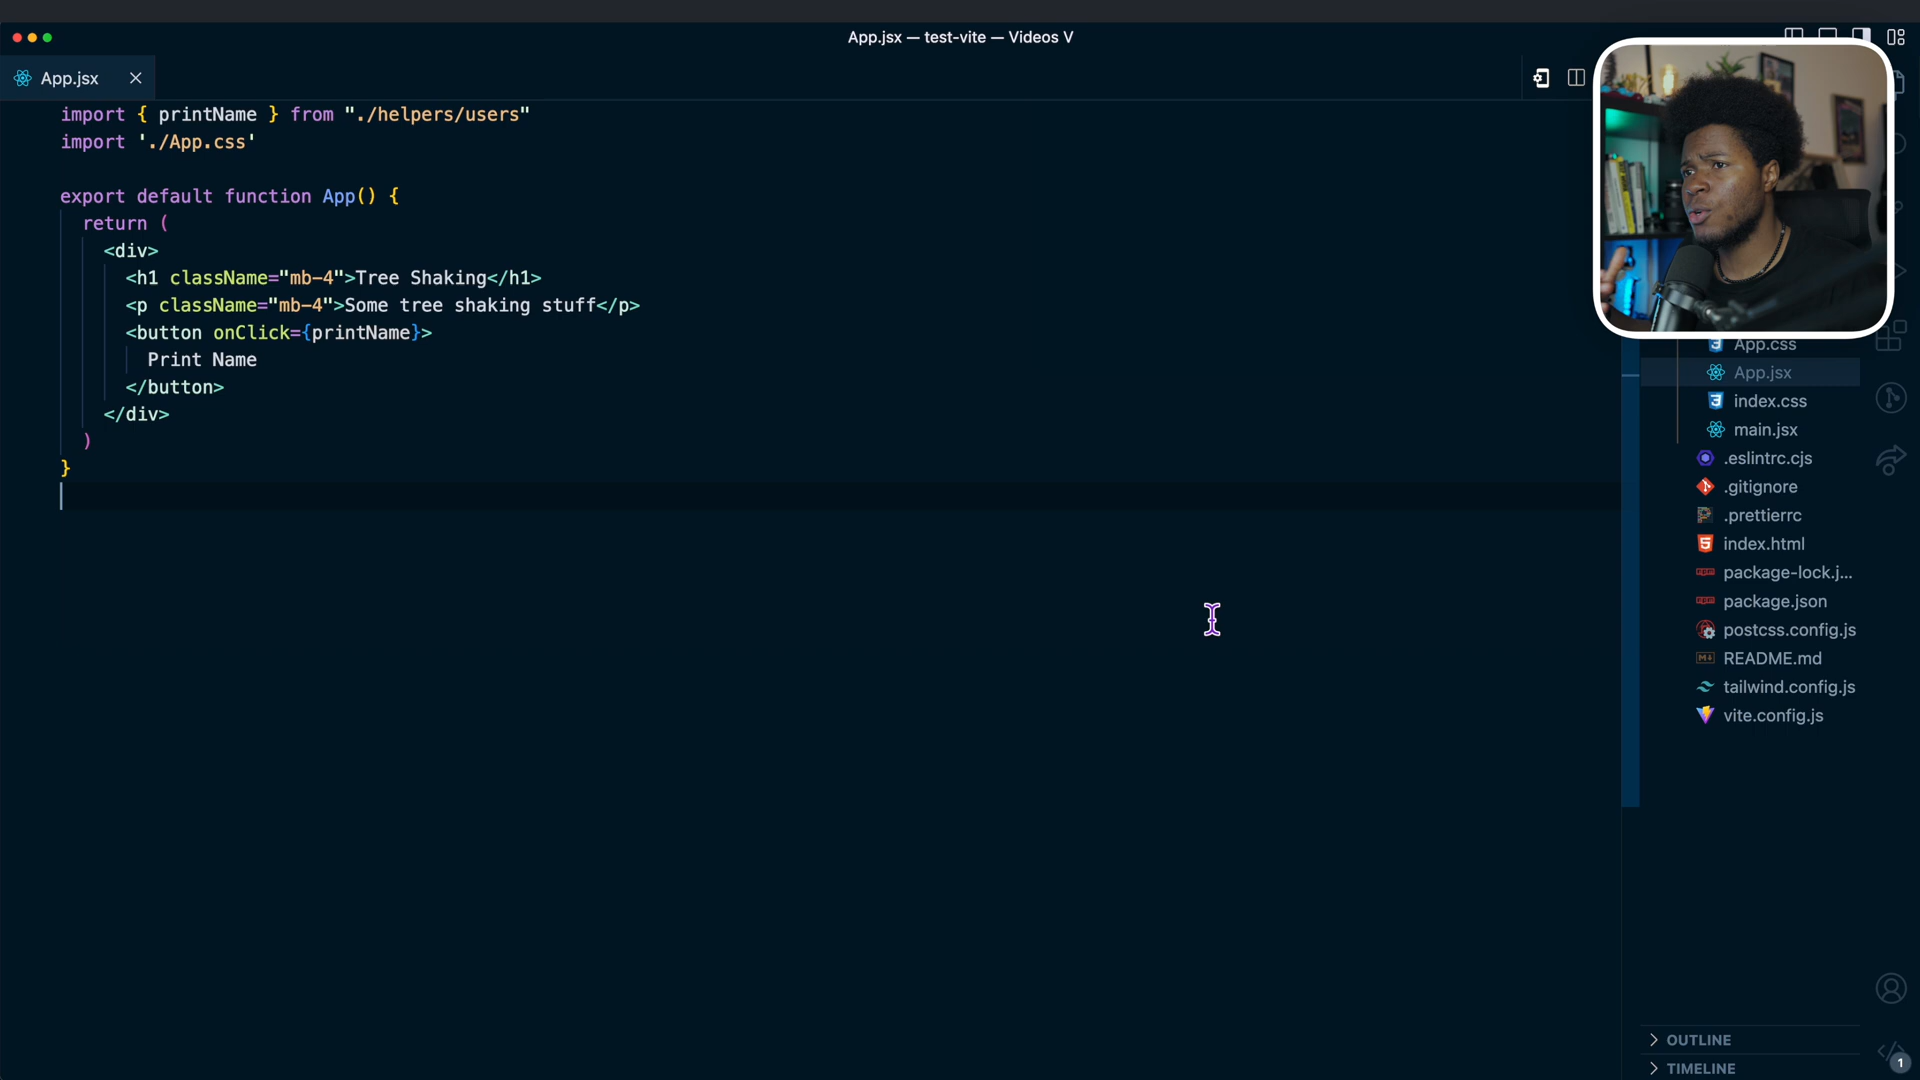 App.jsx — test-vite — Videos V
App.jsx
import { printName } from "./helpers/users"
import './App.css'
export default function App() {
return (
<div>
<h1 className="mb-4">Tree Shaking</h1>
<p className="mb-4">Some tree shaking stuff</p>
<button onClick={printName}>
Print Name
</button>
</div>
)
}
App.css
App.jsx
index.css
main.jsx
.eslintrc.cjs
.gitignore
.prettierrc
index.html
package-lock.j...
package.json
postcss.config.js
README.md
tailwind.config.js
vite.config.js
OUTLINE
TIMELINE
1